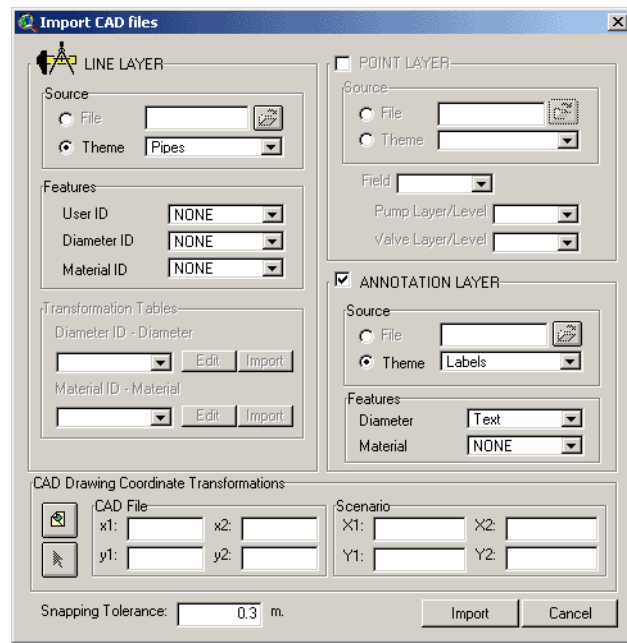 Import CAD files
LINE LAYER
Source
File
Theme Pipes
Features
User ID NONE
Diameter ID NONE
Material ID NONE
Transformation Tables
Diameter ID - Diameter
Edit Import
Material ID - Material
Edit Import
POINT LAYER
Source
File
Theme
Field
Pump Layer/Level
Valve Layer/Level
ANNOTATION LAYER
Source
File
Theme Labels
Features
Diameter Text
Material NONE
CAD Drawing Coordinate Transformations
CAD File
x1: x2:
y1: y2:
Scenario
X1: X2:
Y1: Y2:
Snapping Tolerance: 0.3 m.
Import Cancel